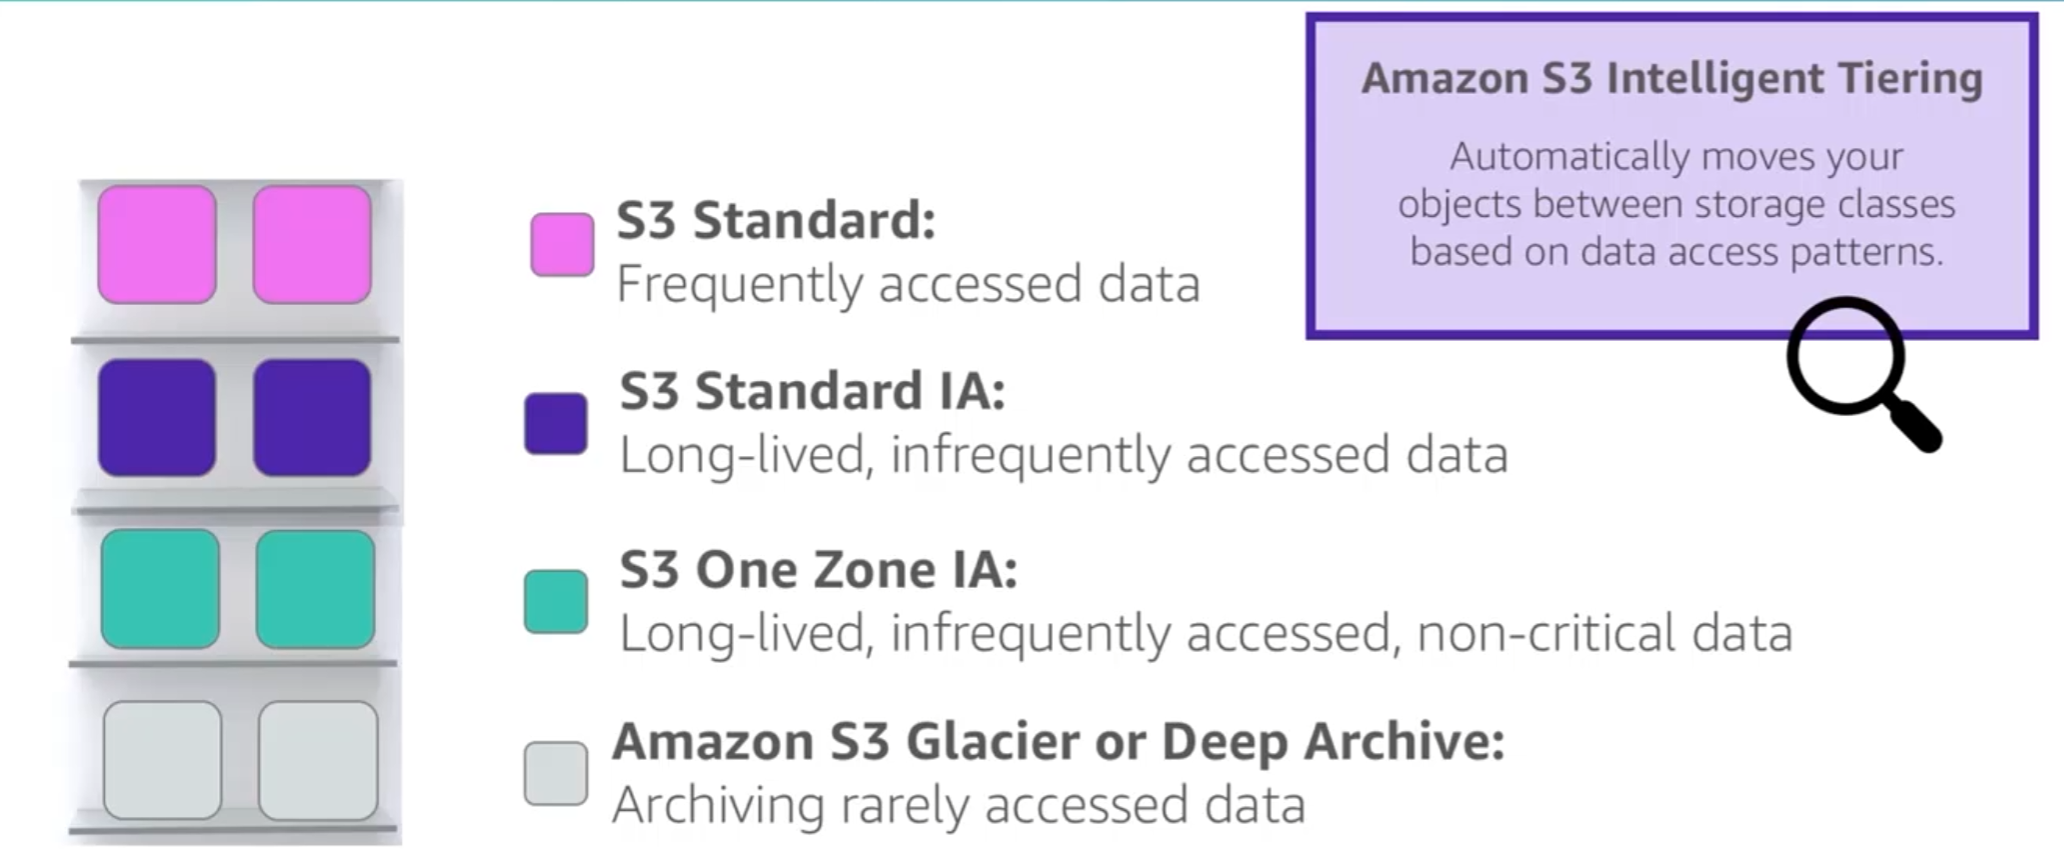 Amazon S3 Intelligent Tiering
Automatically moves your
objects between storage classes
based on data access patterns.
S3 Standard:
Frequently accessed data
S3 Standard IA:
Long-lived, infrequently accessed data
S3 One Zone IA:
Long-lived, infrequently accessed, non-critical data
Amazon S3 Glacier or Deep Archive:
Archiving rarely accessed data